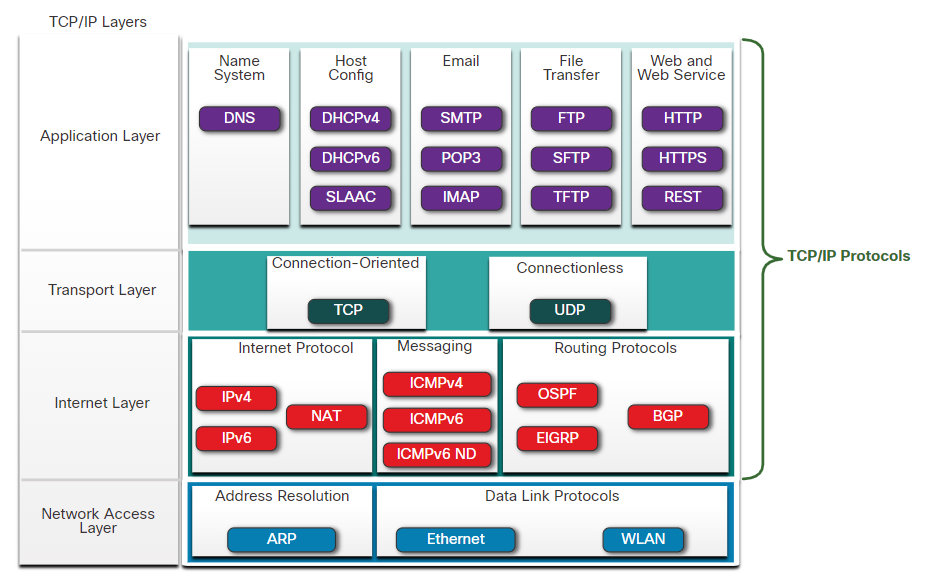 TCP/IP Layers
Application Layer
Name
System
DNS
Host
Config
DHCPv4
DHCPv6
SLAAC
Email
SMTP
POP3
IMAP
File
Transfer
FTP
SFTP
TFTP
Web and
Web Service
HTTP
HTTPS
REST
TCP/IP Protocols
Transport Layer
Connection-Oriented
TCP
Connectionless
UDP
Internet Layer
Internet Protocol
IPv4
IPv6
NAT
Messaging
ICMPv4
ICMPv6
ICMPv6 ND
Routing Protocols
OSPF
EIGRP
BGP
Network Access
Layer
Address Resolution
ARP
Data Link Protocols
Ethernet
WLAN